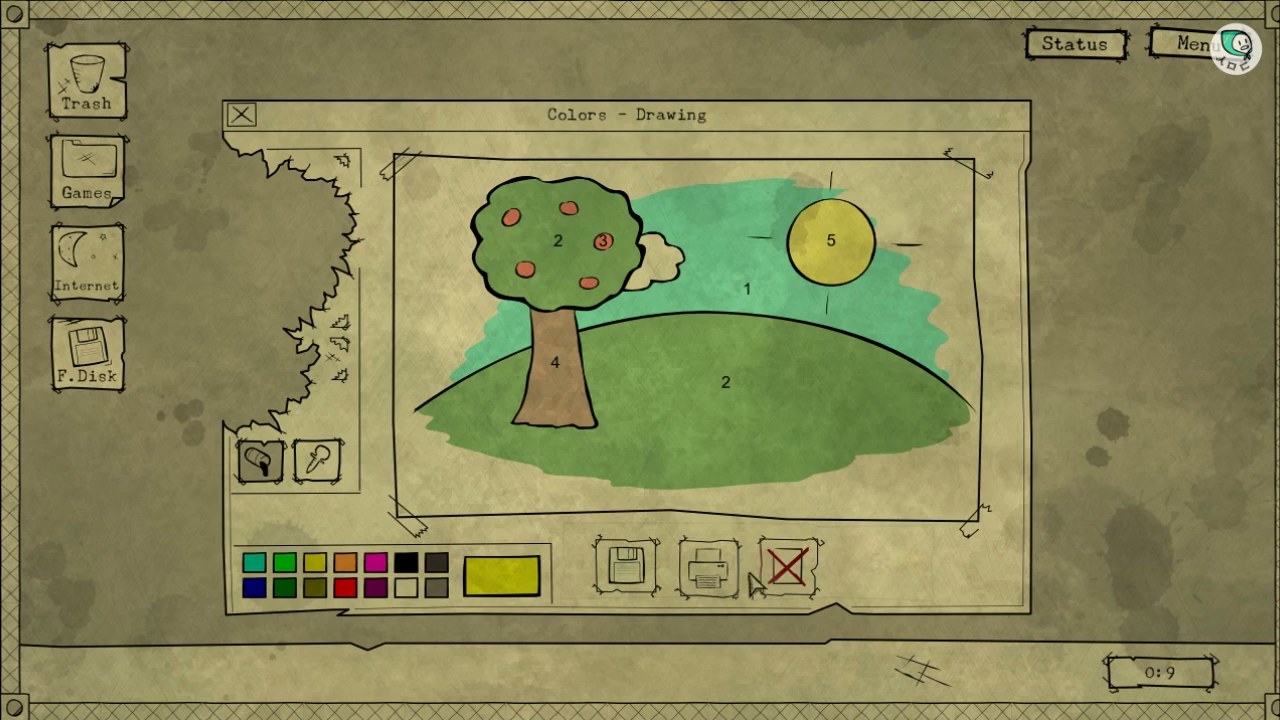 Status
Menu
Trash
Games
Internet
F.Disk
Colors - Drawing
2
3
5
1
4
2
0:9